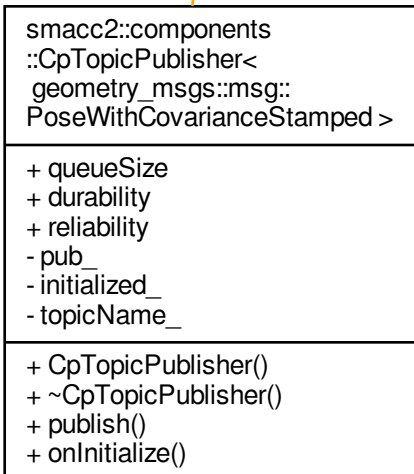 smacc2::components
::CpTopicPublisher<
geometry_msgs::msg::
PoseWithCovarianceStamped >
+ queueSize
+ durability
+ reliability
- pub_
- initialized_
- topicName_
+ CpTopicPublisher()
+ ~CpTopicPublisher()
+ publish()
+ onInitialize()